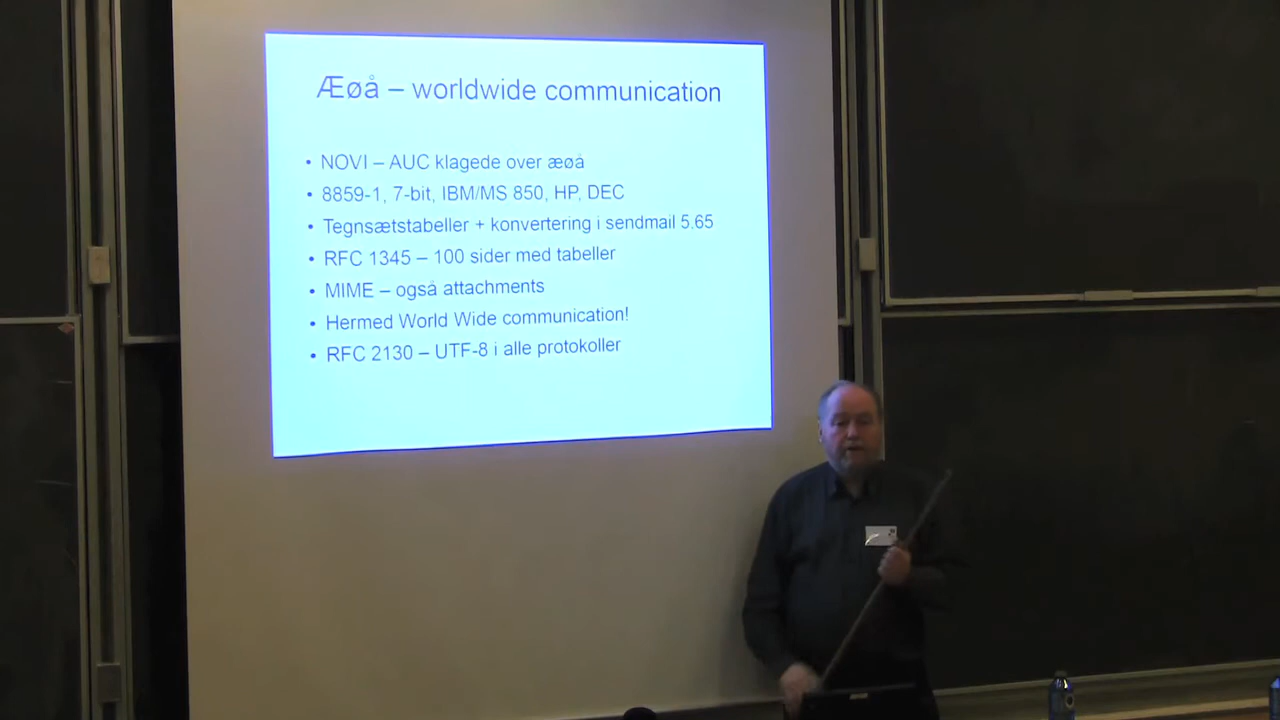 Æøå – worldwide communication
• NOVI – AUC klagede over æøå
• 8859-1, 7-bit, IBM/MS 850, HP, DEC
• Tegnsætstabeller + konvertering i sendmail 5.65
• RFC 1345 – 100 sider med tabeller
• MIME – også attachments
• Hermed World Wide communication!
• RFC 2130 – UTF-8 i alle protokoller